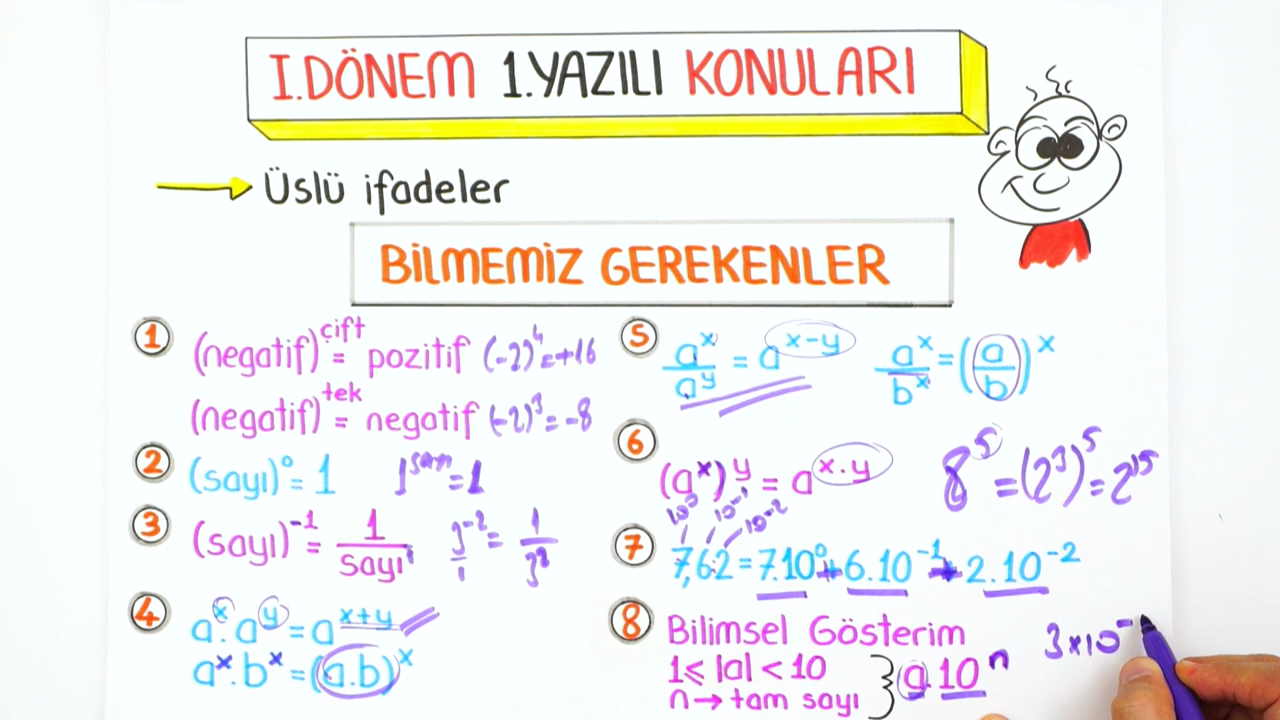 I.DÖNEM 1.YAZILI KONULARI
Üslü ifadeler
BİLMEMİZ GEREKENLER
1 (negatif)^çift = pozitif (-2)^4 = +16
(negatif)^tek = negatif (-2)^3 = -8
2 (sayı)^0 = 1 1^sayı = 1
3 (sayı)^-1 = 1/sayı^1 3^-2/1 = 1/3^2
4 a^x . a^y = a^x+y
a^x . b^x = (a.b)^x
5 a^x/a^y = a^x-y a^x/b^x = (a/b)^x
6 (a^x)^y = a^x.y 8^5 = (2^3)^5 = 2^15
10^0 10^-1 10^-2
7 7,62 = 7.10^0 + 6.10^-1 + 2.10^-2
8 Bilimsel Gösterim 3x10^-
1 ≤ |a| < 10
n → tam sayı } a.10^n